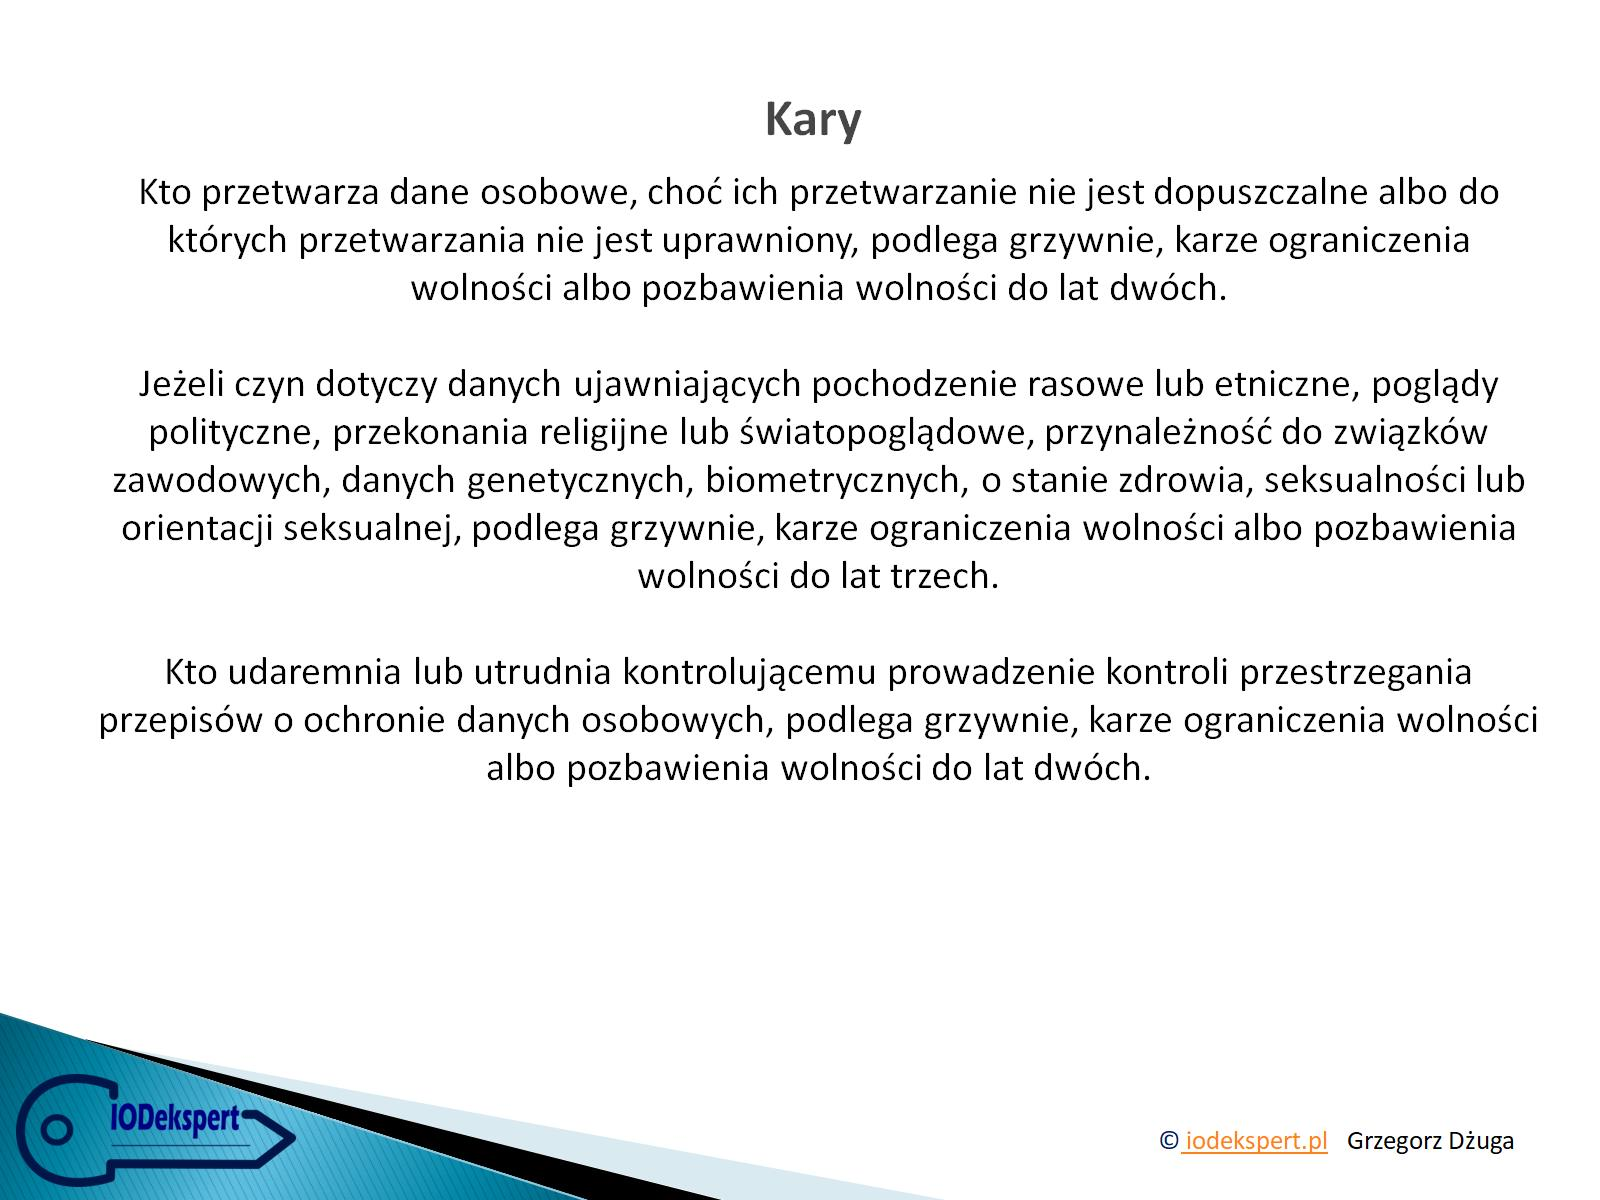 Kary
Kto przetwarza dane osobowe, choć ich przetwarzanie nie jest dopuszczalne albo do
których przetwarzania nie jest uprawniony, podlega grzywnie, karze ograniczenia
wolności albo pozbawienia wolności do lat dwóch.
Jeżeli czyn dotyczy danych ujawniających pochodzenie rasowe lub etniczne, poglądy
polityczne, przekonania religijne lub światopoglądowe, przynależność do związków
zawodowych, danych genetycznych, biometrycznych, o stanie zdrowia, seksualności lub
orientacji seksualnej, podlega grzywnie, karze ograniczenia wolności albo pozbawienia
wolności do lat trzech.
Kto udaremnia lub utrudnia kontrolującemu prowadzenie kontroli przestrzegania
przepisów o ochronie danych osobowych, podlega grzywnie, karze ograniczenia wolności
albo pozbawienia wolności do lat dwóch.
IODekspert
© iodekspert.pl Grzegorz Dżuga